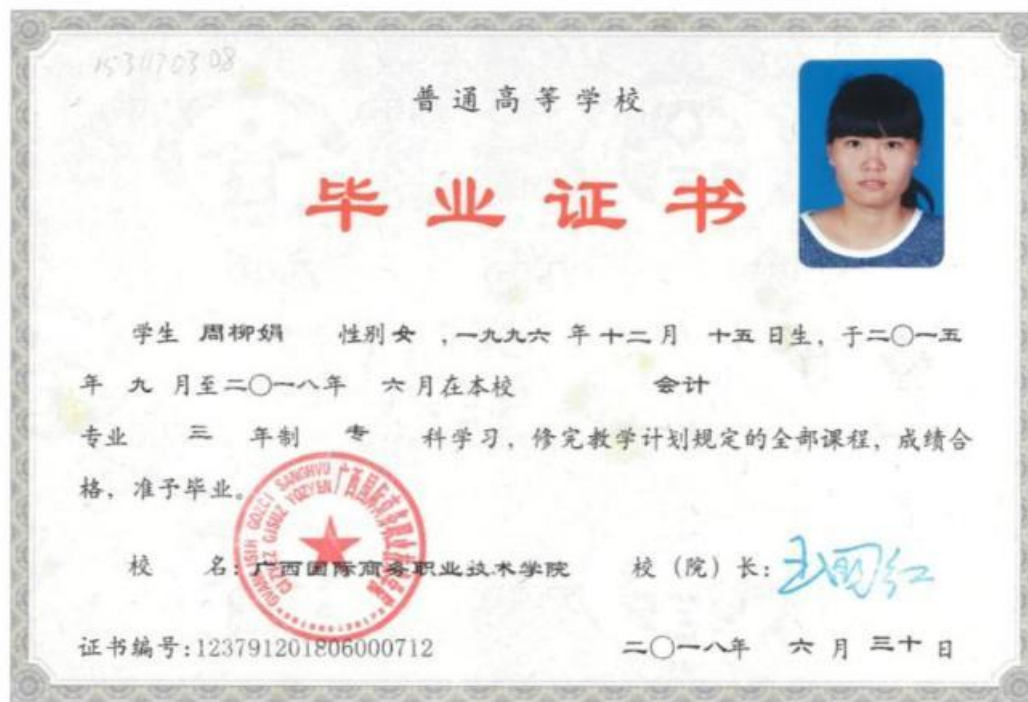 普通高等学校
毕业证书
学生 周柳娟 性别 女 ,一九九六 年 十二 月 十五 日生，于二〇一五
年 九 月至二〇一八年 六 月在本校 会计
专业 三 年制 专 科学习，修完教学计划规定的全部课程，成绩合
格，准予毕业。
校 名：广西国际商务职业技术学院 校（院）长：
证书编号:123791201806000712 二〇一八年 六 月 三十 日